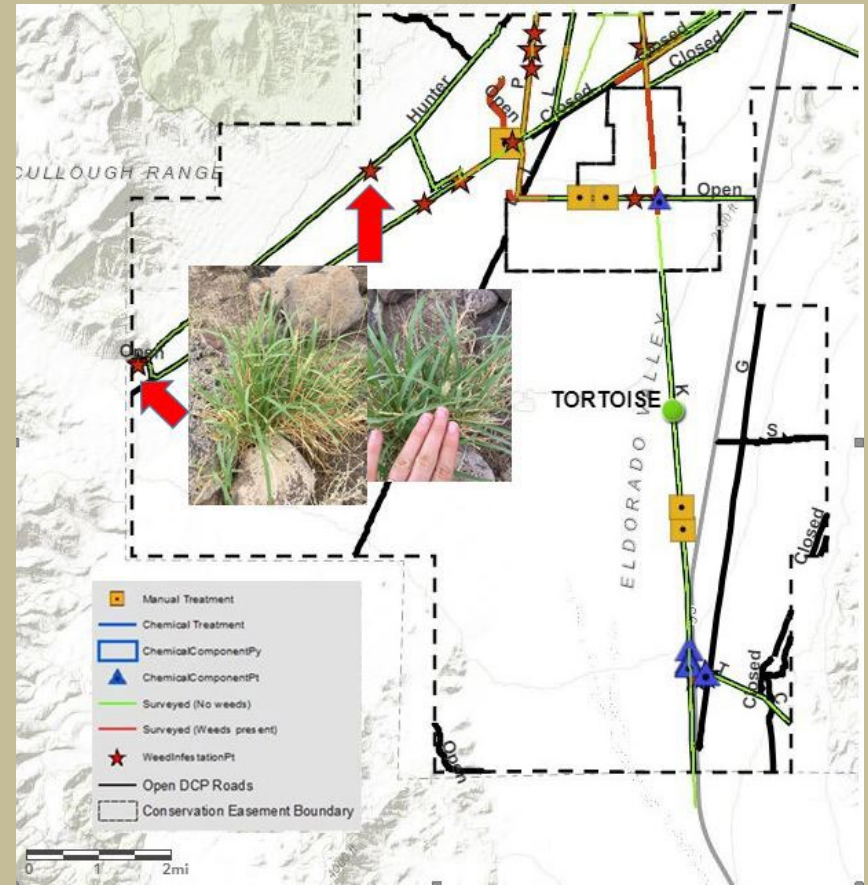 Closed
Closed
Hunter
P
L
Open
Closed
CULLOUGH RANGE
Open
Open
TORTOISE
K
ELDORADO VALLEY
G
S
Closed
Closed
Open
Manual Treatment
Chemical Treatment
ChemicalComponentPy
ChemicalComponentPt
Surveyed (No weeds)
Surveyed (Weeds present)
WeedInfestationPt
Open DCP Roads
Conservation Easement Boundary
0 1 2mi